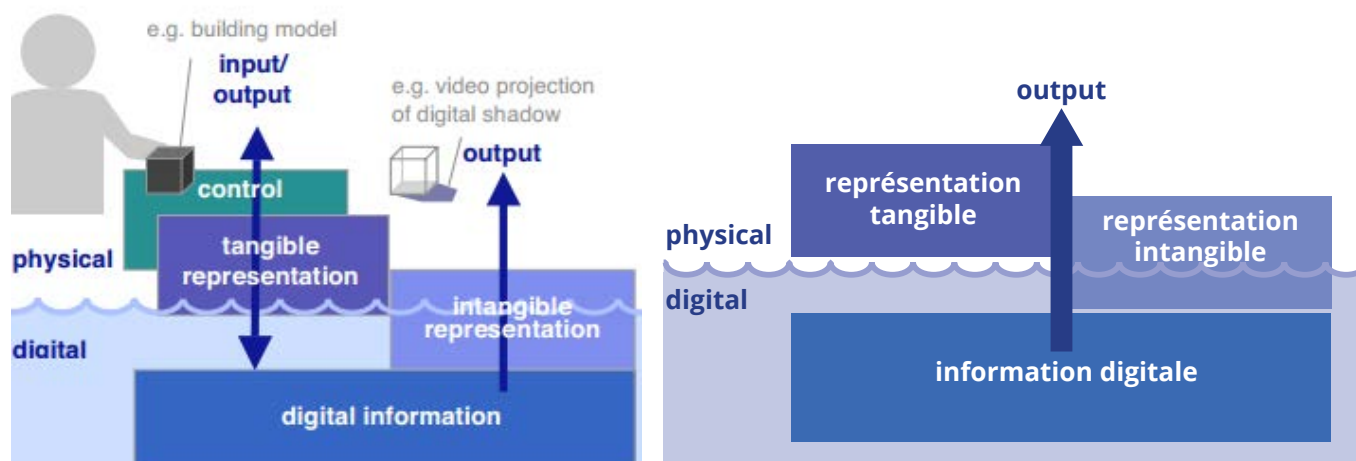 e.g. building model
input/
output
e.g. video projection
of digital shadow
output
control
tangible
representation
physical
intangible
representation
digital
digital information
output
représentation
tangible
représentation
intangible
physical
digital
information digitale